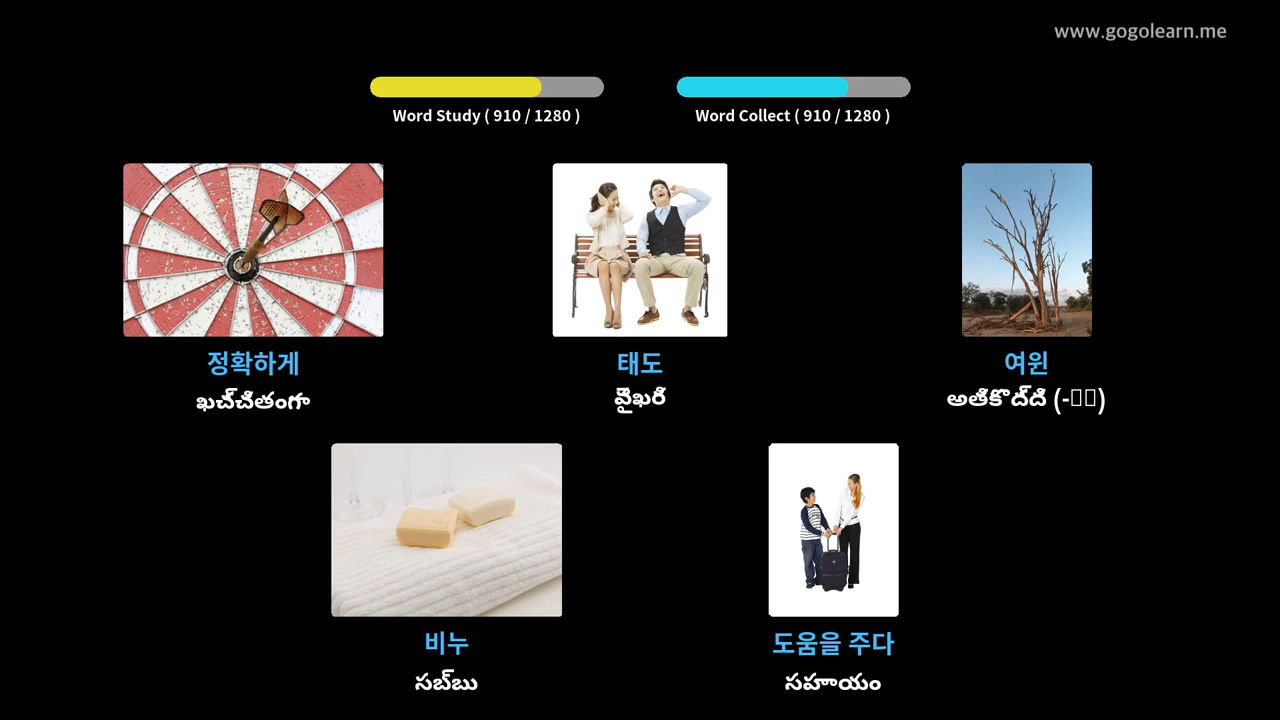 www.gogolearn.me
Word Study ( 910 / 1280 )
Word Collect ( 910 / 1280 )
정확하게
태도
여윈
ఖచ్చితంగా
వైఖరి
అతికొద్ది (-□□)
비누
도움을 주다
సబ్బు
సహాయం